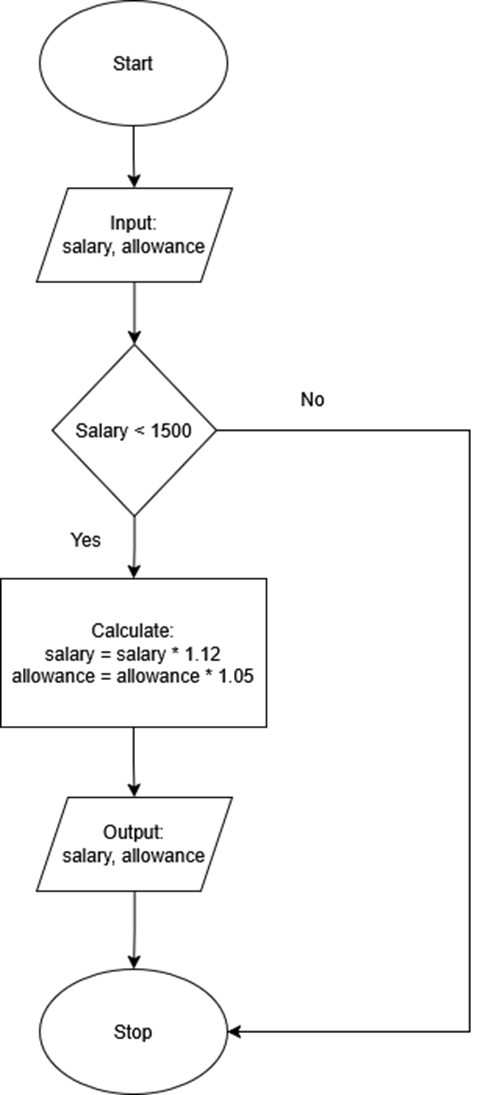 Start
Input:
salary, allowance
Salary < 1500
No
Yes
Calculate:
salary = salary * 1.12
allowance = allowance * 1.05
Output:
salary, allowance
Stop